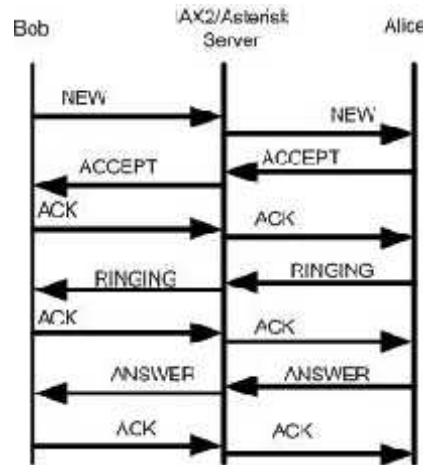 Bob
IAX2/Asterisk
Server
Alice
NEW
NEW
ACCEPT
ACCEPT
ACK
ACK
RINGING
RINGING
ACK
ACK
ANSWER
ANSWER
ACK
ACK